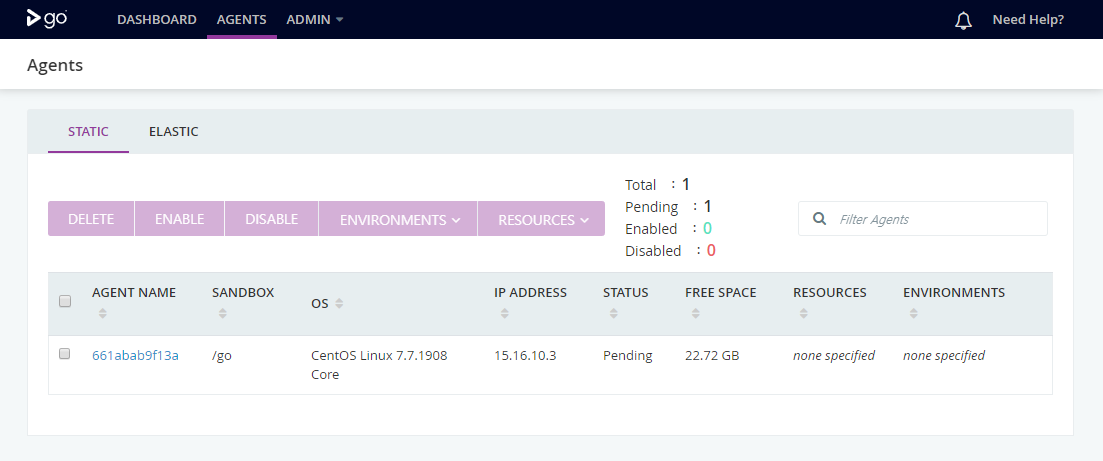 go DASHBOARD AGENTS ADMIN Need Help?
Agents
STATIC ELASTIC
Total : 1
Pending : 1
Enabled : 0
Disabled : 0
DELETE ENABLE DISABLE ENVIRONMENTS RESOURCES
Filter Agents
AGENT NAME SANDBOX OS IP ADDRESS STATUS FREE SPACE RESOURCES ENVIRONMENTS
661abab9f13a /go CentOS Linux 7.7.1908 15.16.10.3 Pending 22.72 GB none specified none specified
Core